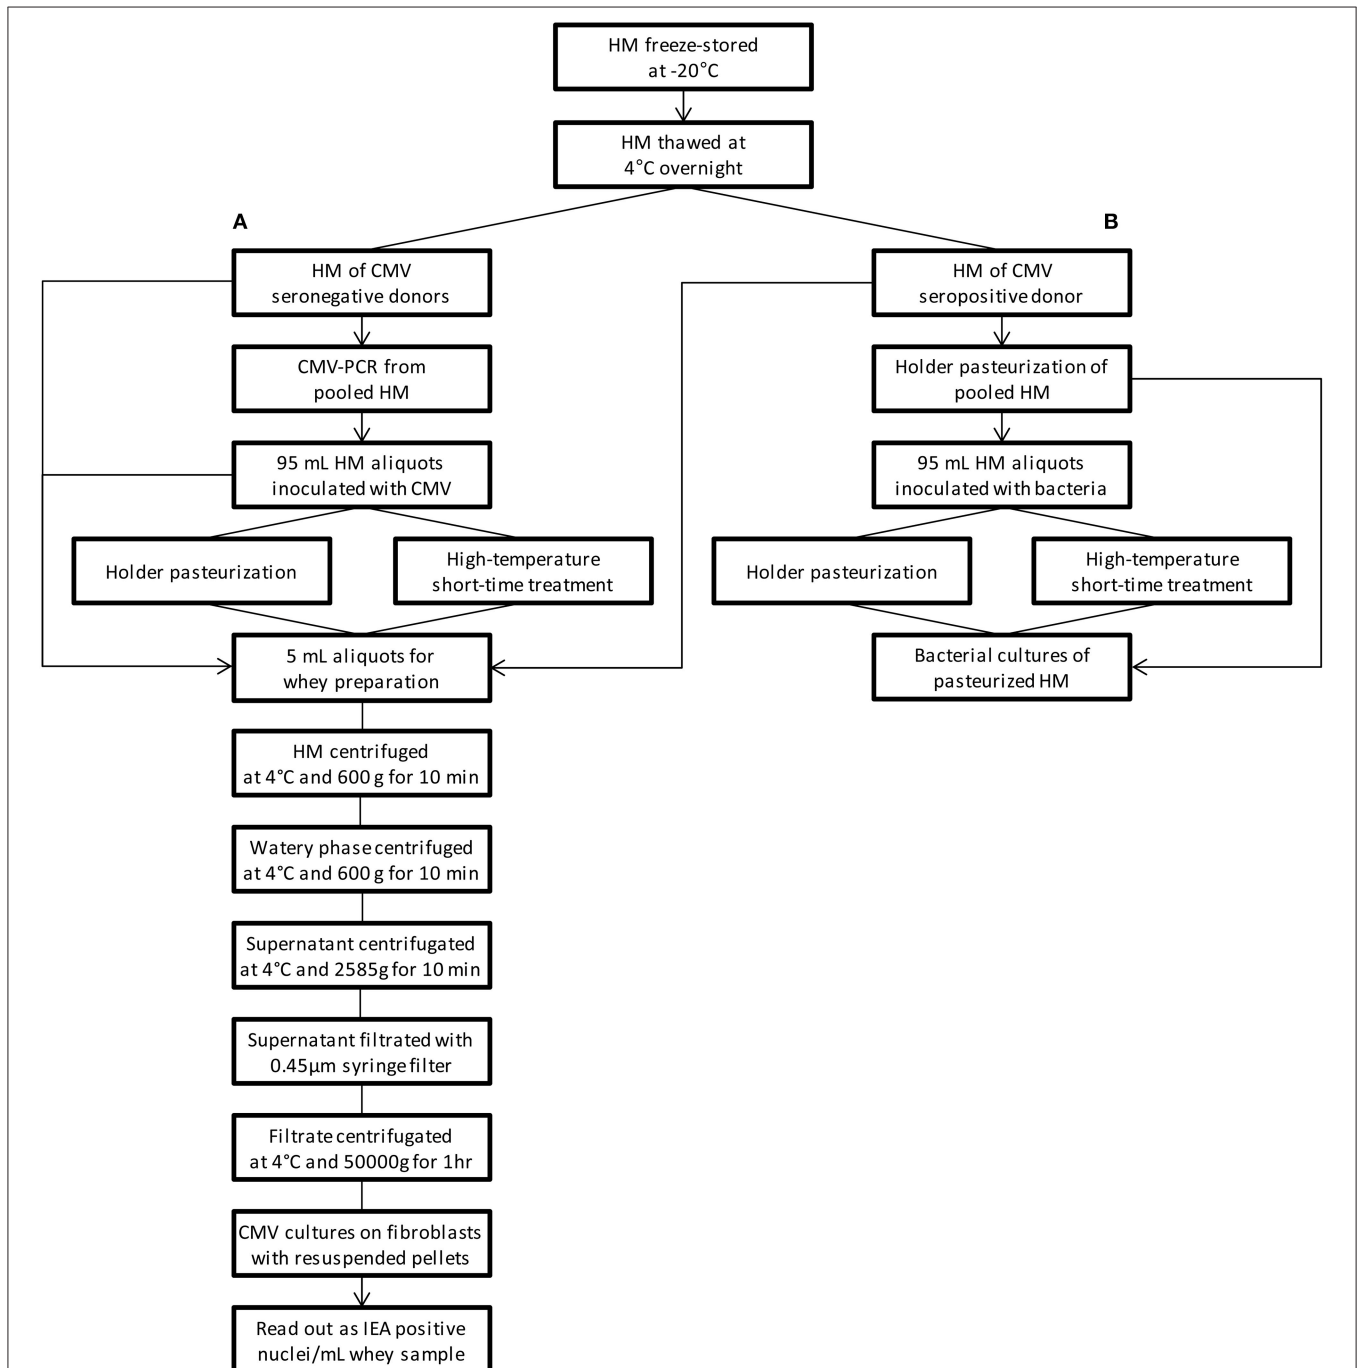 HM freeze-stored
at -20°C
HM thawed at
4°C overnight
A
B
HM of CMV
seronegative donors
HM of CMV
seropositive donor
CMV-PCR from
pooled HM
Holder pasteurization of
pooled HM
95 mL HM aliquots
inoculated with CMV
95 mL HM aliquots
inoculated with bacteria
Holder pasteurization
High-temperature
short-time treatment
Holder pasteurization
High-temperature
short-time treatment
5 mL aliquots for
whey preparation
Bacterial cultures of
pasteurized HM
HM centrifuged
at 4°C and 600 g for 10 min
Watery phase centrifuged
at 4°C and 600 g for 10 min
Supernatant centrifugated
at 4°C and 2585g for 10 min
Supernatant filtrated with
0.45µm syringe filter
Filtrate centrifugated
at 4°C and 50000g for 1hr
CMV cultures on fibroblasts
with resuspended pellets
Read out as IEA positive
nuclei/mL whey sample